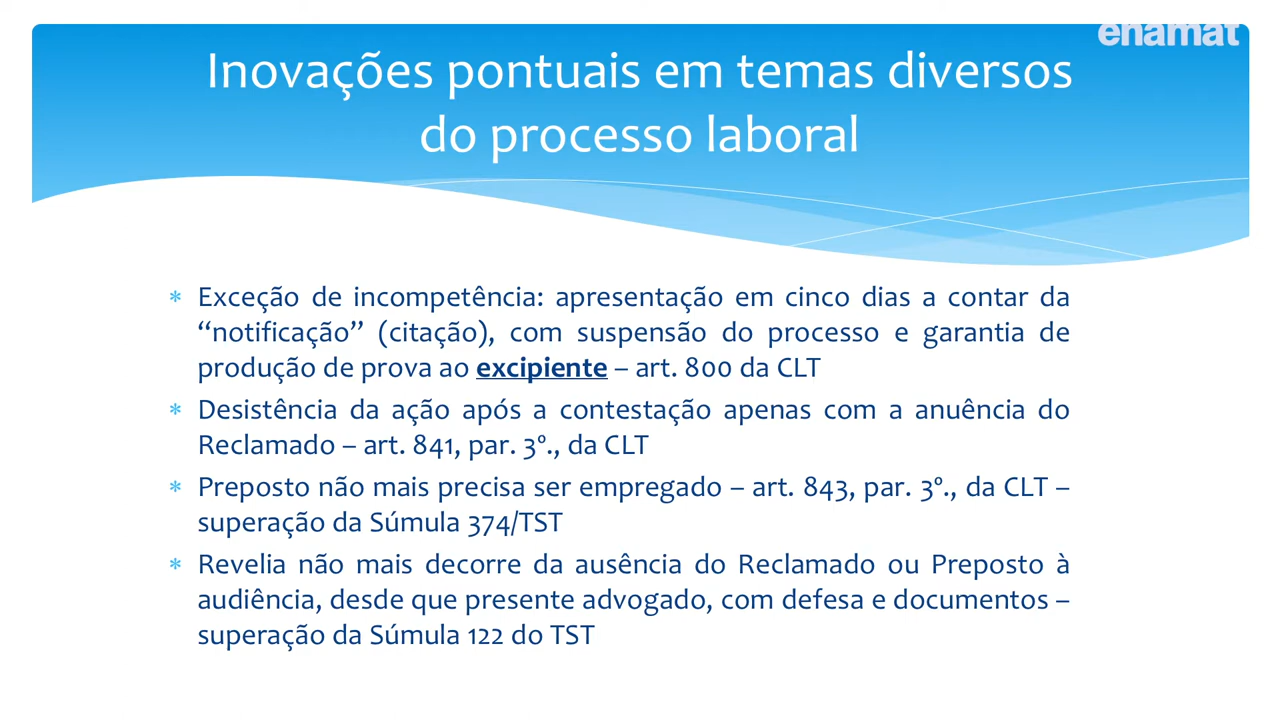 enamat
Inovações pontuais em temas diversos
do processo laboral
* Exceção de incompetência: apresentação em cinco dias a contar da
“notificação” (citação), com suspensão do processo e garantia de
produção de prova ao excipiente – art. 800 da CLT
* Desistência da ação após a contestação apenas com a anuência do
Reclamado – art. 841, par. 3º., da CLT
* Preposto não mais precisa ser empregado – art. 843, par. 3º., da CLT –
superação da Súmula 374/TST
* Revelia não mais decorre da ausência do Reclamado ou Preposto à
audiência, desde que presente advogado, com defesa e documentos –
superação da Súmula 122 do TST